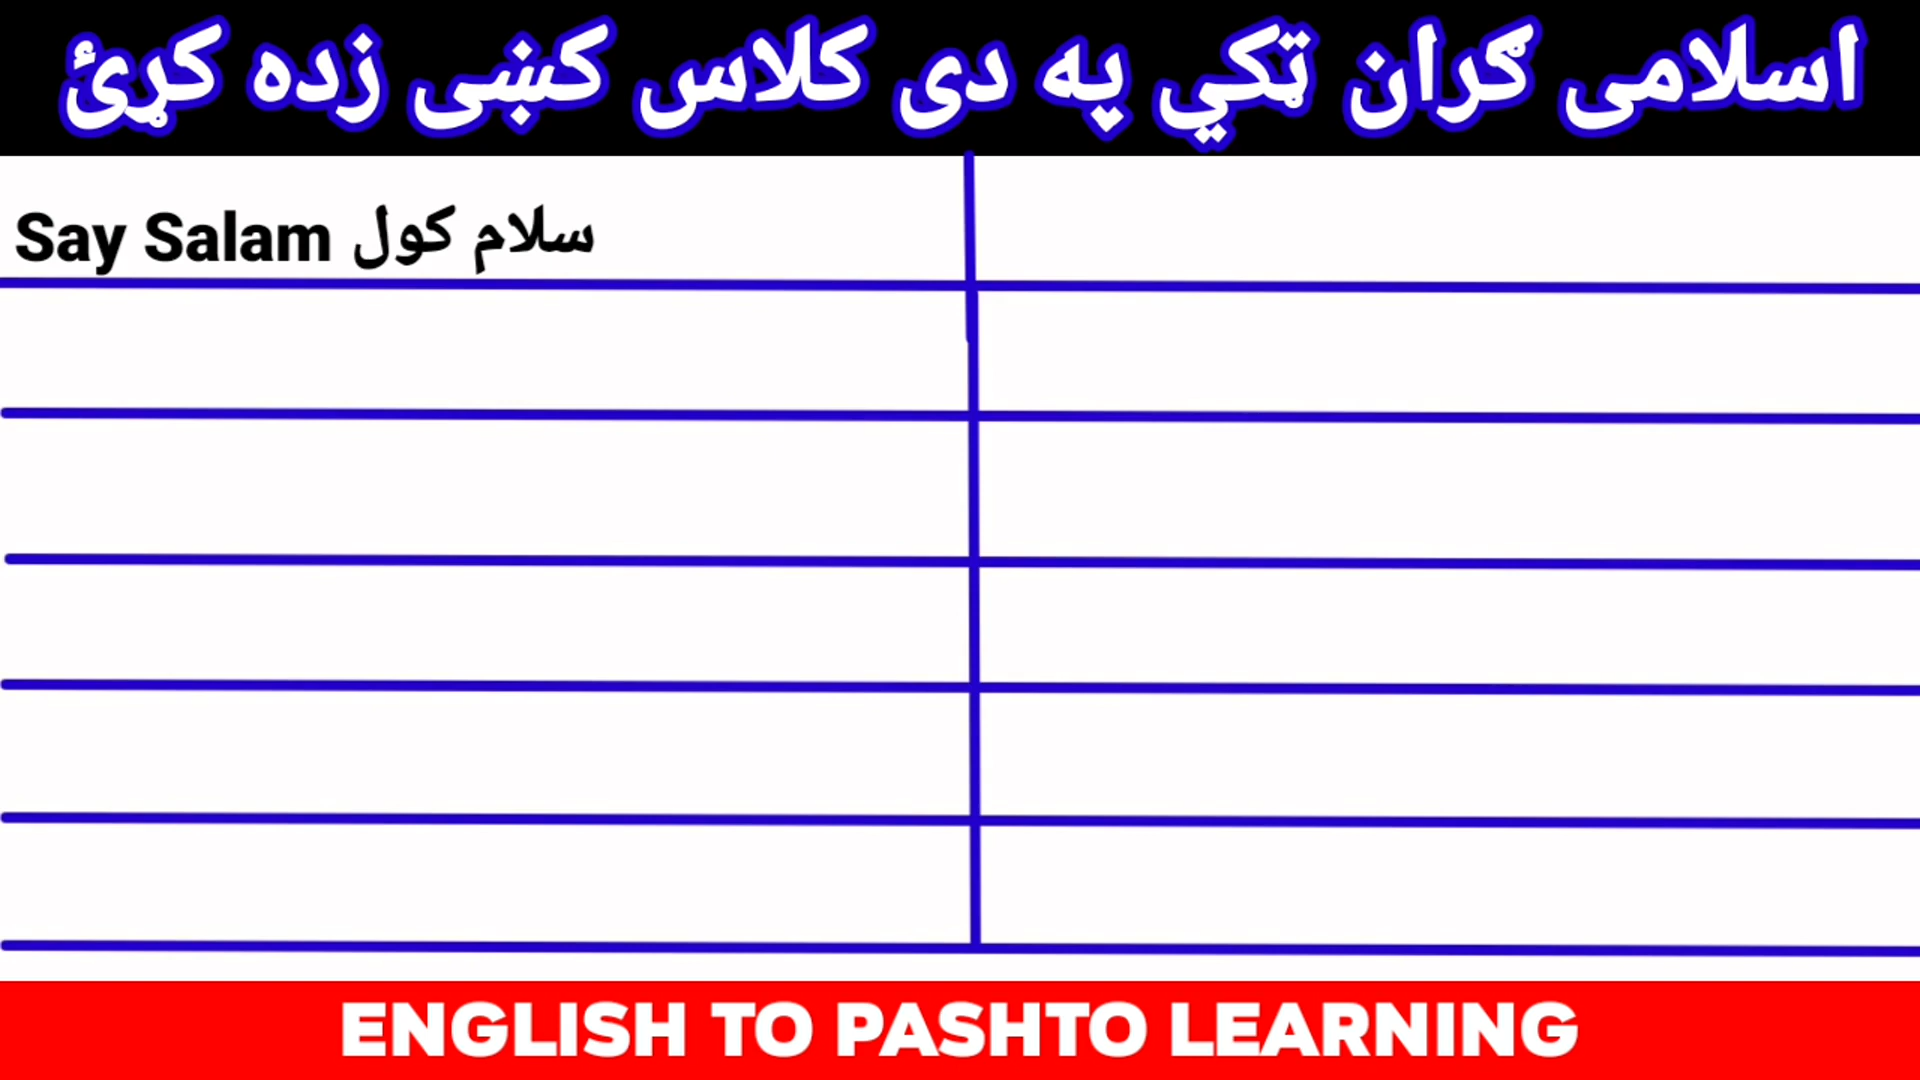 اسلامی ګران ټکي په دی کلاس کښی زده کړئ
Say Salam سلام کول
ENGLISH TO PASHTO LEARNING